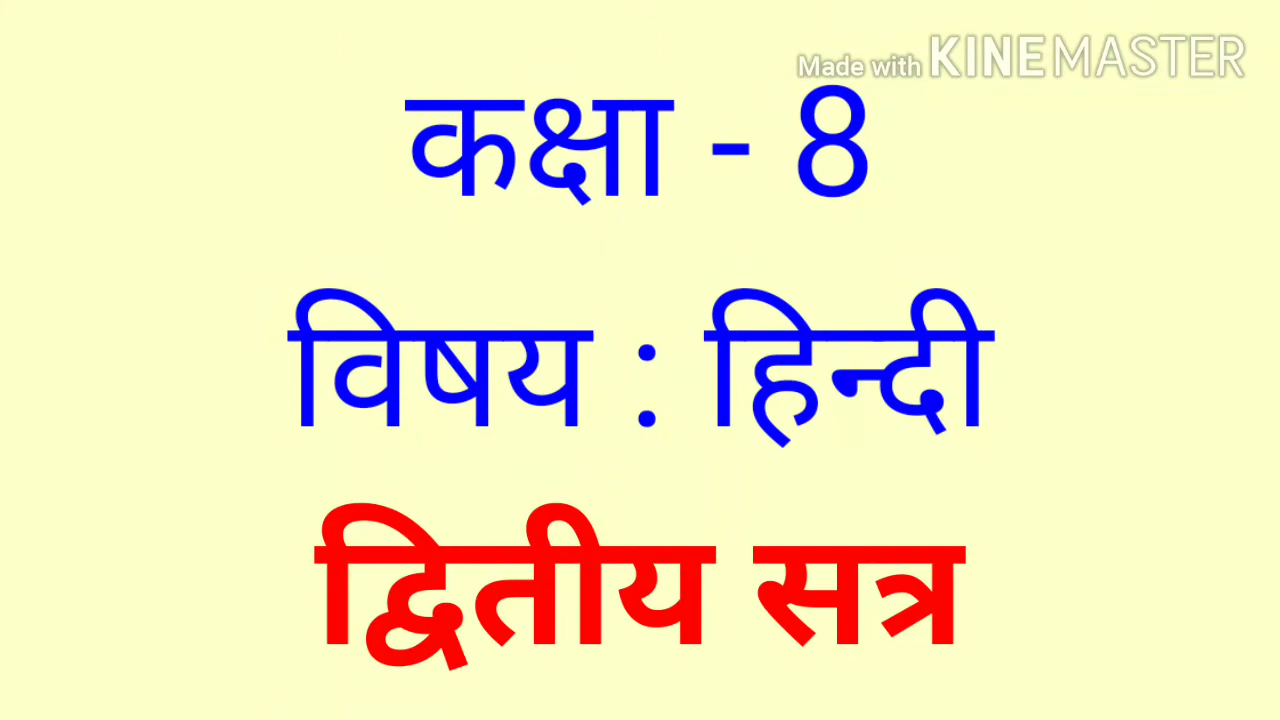 Made with KINEMASTER
कक्षा - 8
विषय : हिन्दी
द्वितीय सत्र